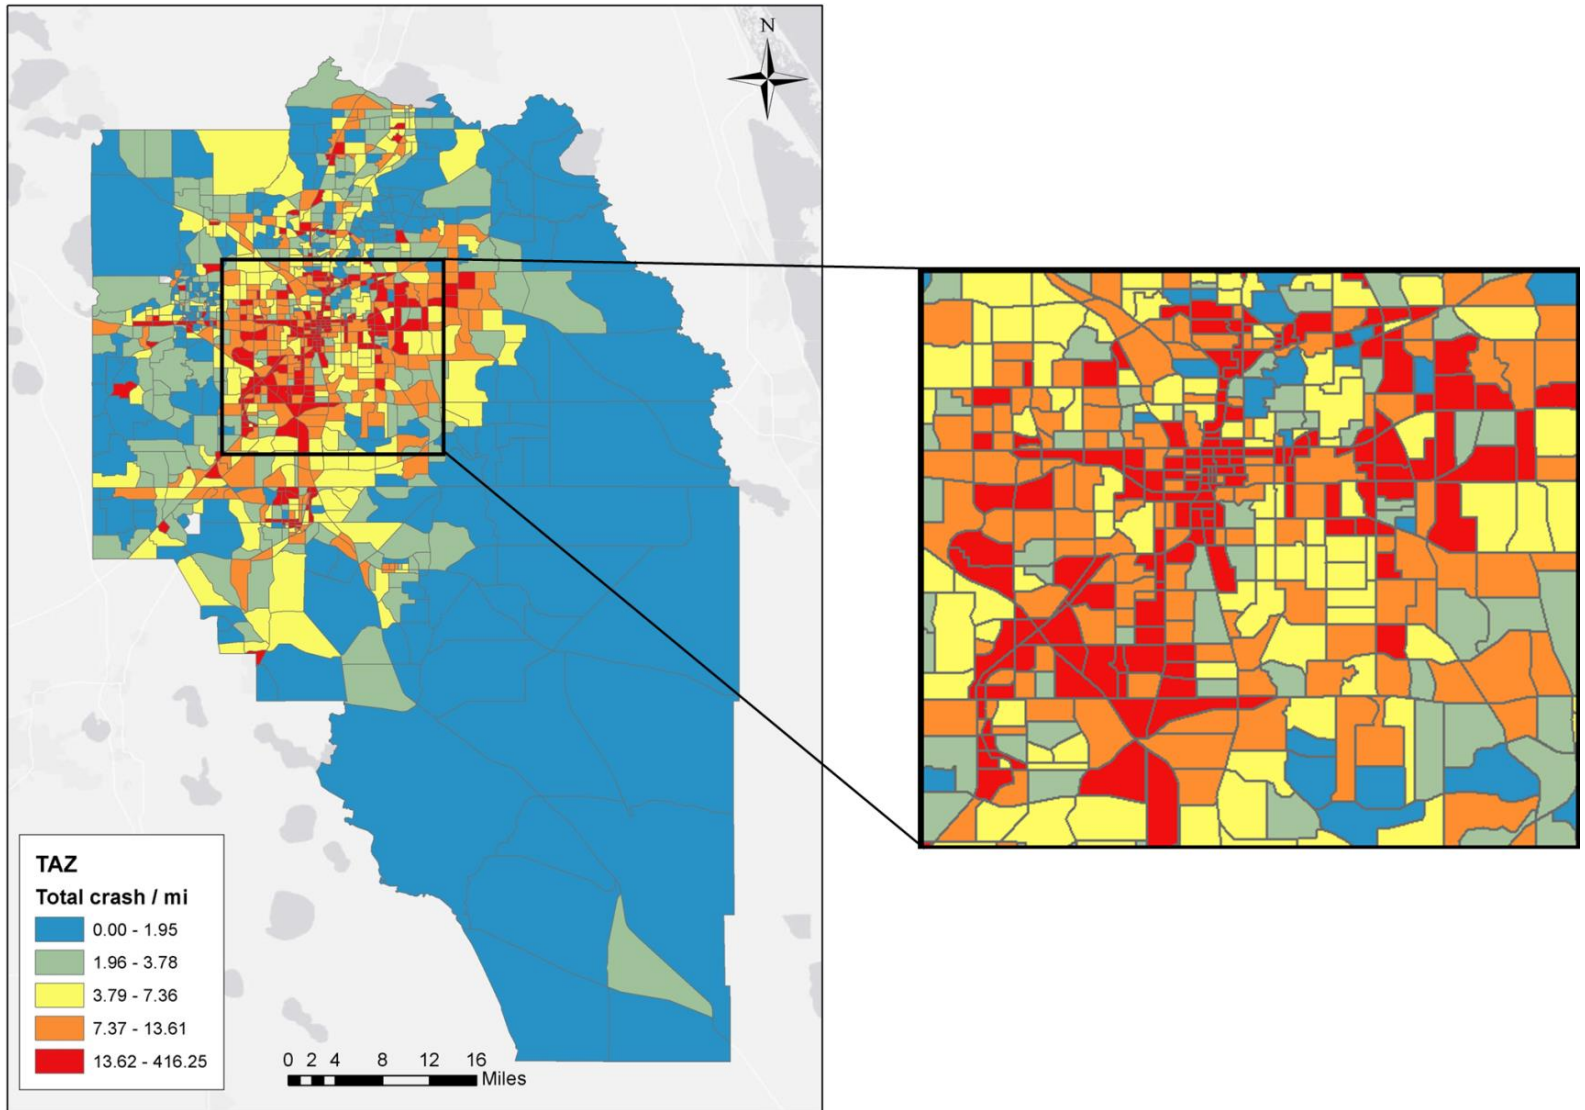 N
TAZ
Total crash / mi
0.00 - 1.95
1.96 - 3.78
3.79 - 7.36
7.37 - 13.61
13.62 - 416.25
0 2 4 8 12 16
Miles